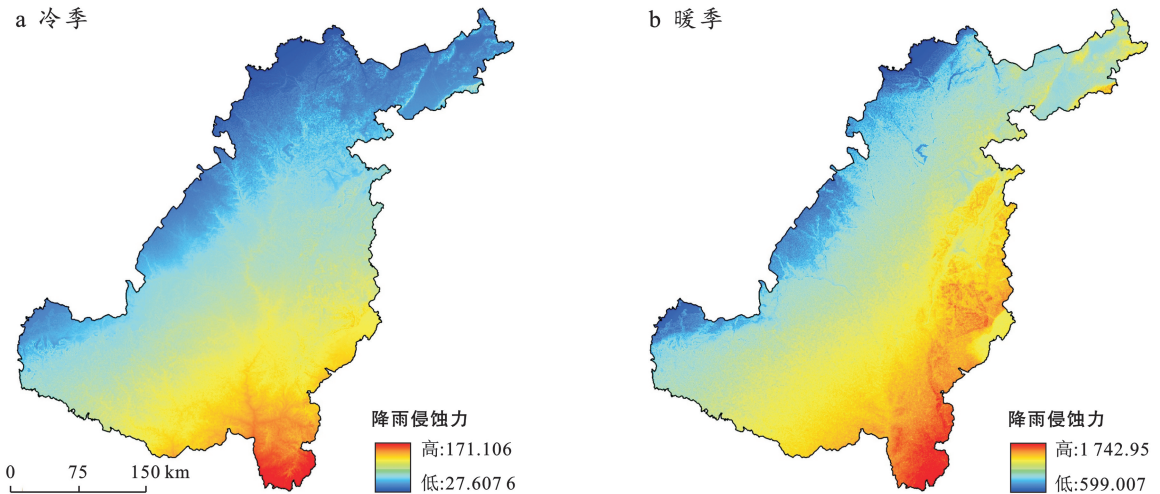 a 冷季
b 暖季
降雨侵蚀力
高:171.106
低:27.607 6
0 75 150 km
降雨侵蚀力
高:1 742.95
低:599.007